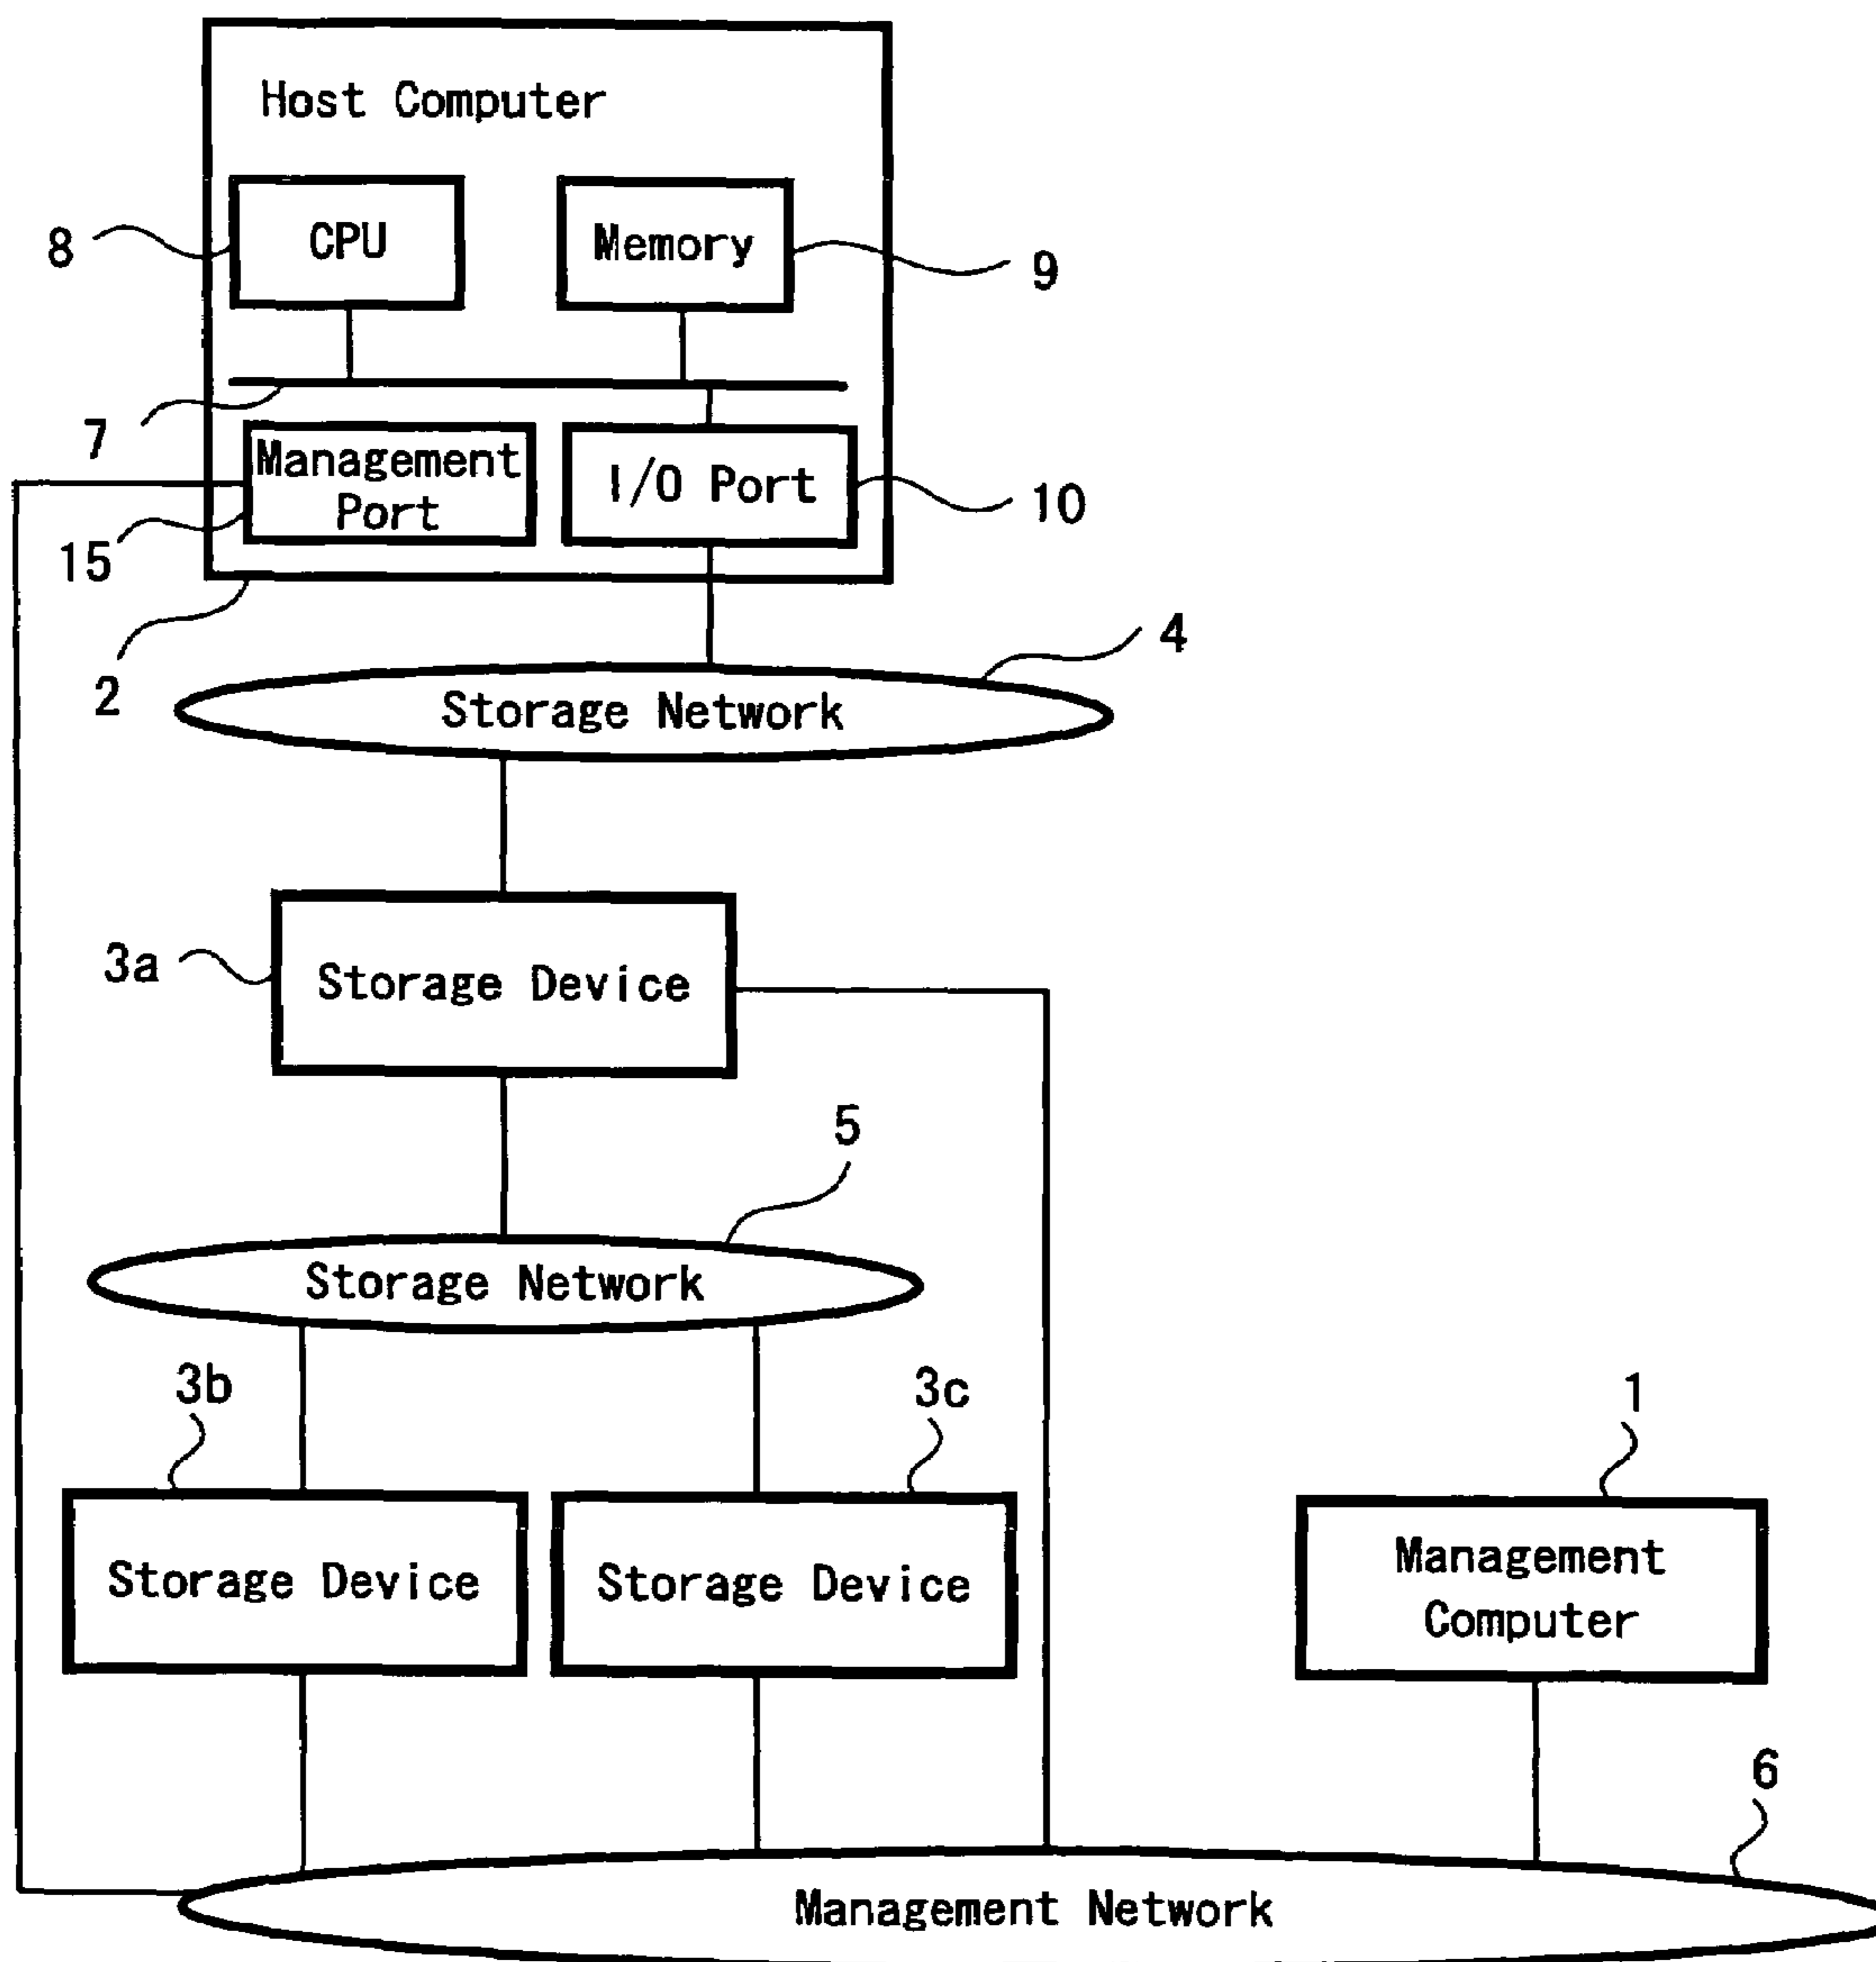 Host Computer
CPU
Memory
8
9
7
Management
Port
I/O Port
10
15
2
4
Storage Network
3a
Storage Device
5
Storage Network
3b
3c
1
Storage Device
Storage Device
Management
Computer
6
Management Network